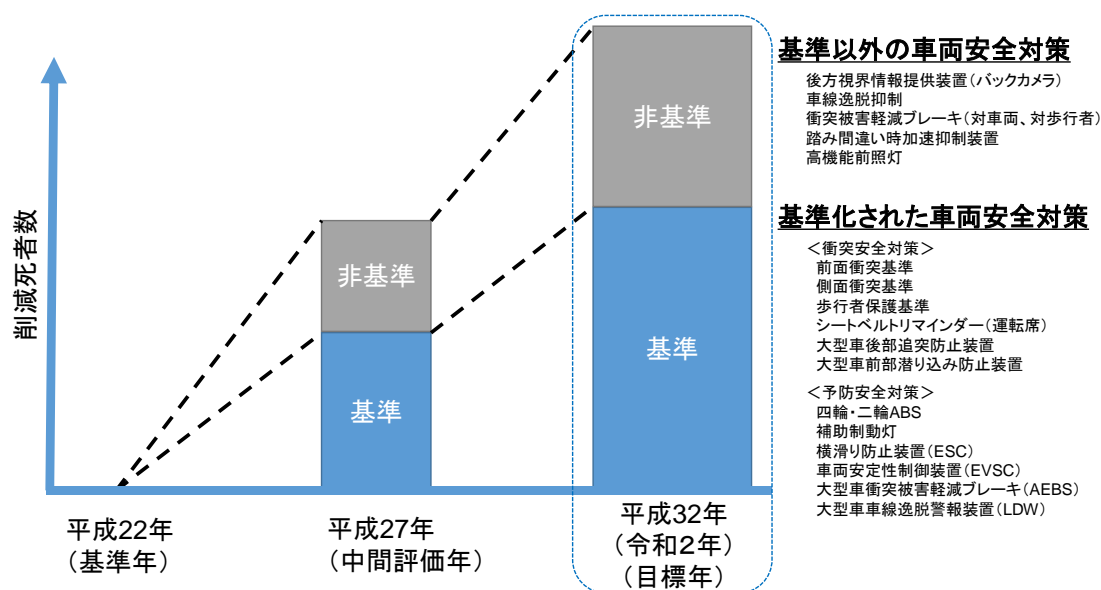 削減死者数
非基準
基準
非基準
基準
平成22年
（基準年）
平成27年
（中間評価年）
平成32年
（令和２年）
（目標年）
基準以外の車両安全対策
後方視界情報提供装置（バックカメラ）
車線逸脱抑制
衝突被害軽減ブレーキ（対車両、対歩行者）
踏み間違い時加速抑制装置
高機能前照灯
基準化された車両安全対策
＜衝突安全対策＞
前面衝突基準
側面衝突基準
歩行者保護基準
シートベルトリマインダー（運転席）
大型車後部追突防止装置
大型車前部潜り込み防止装置
＜予防安全対策＞
四輪・二輪ABS
補助制動灯
横滑り防止装置（ESC）
車両安定性制御装置（EVSC）
大型車衝突被害軽減ブレーキ（AEBS）
大型車車線逸脱警報装置（LDW）